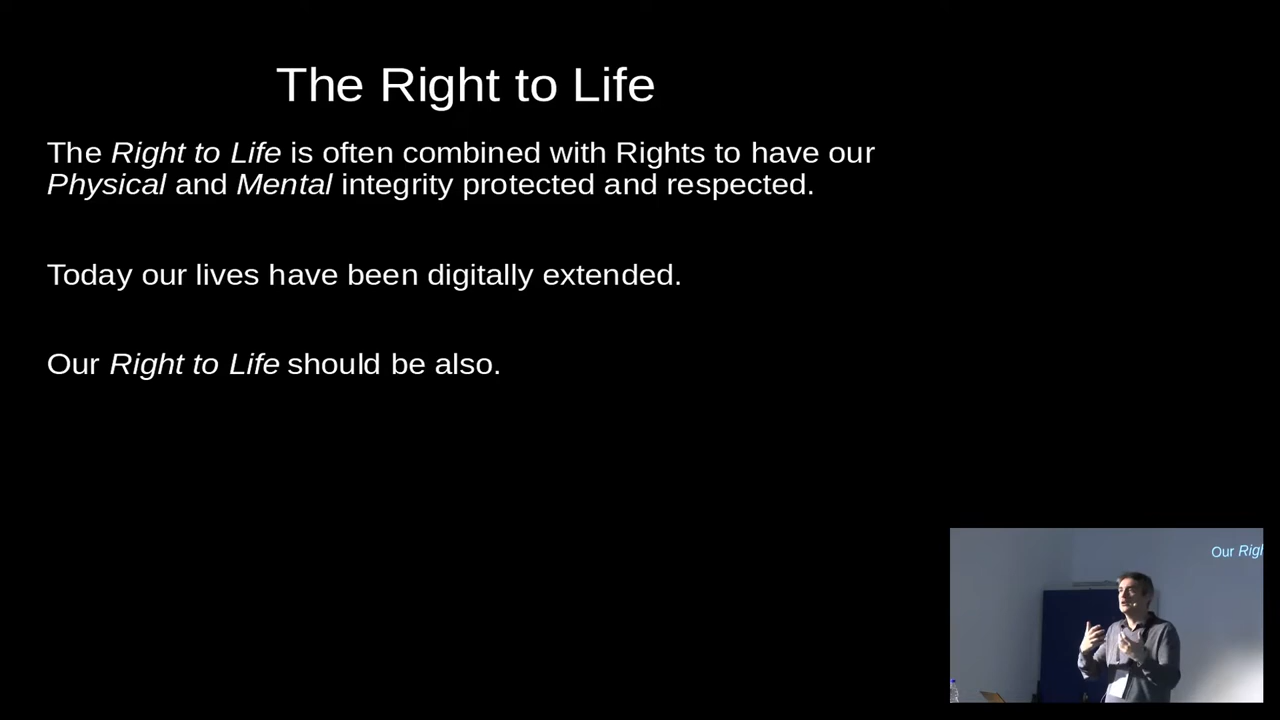 The Right to Life
The Right to Life is often combined with Rights to have our
Physical and Mental integrity protected and respected.
Today our lives have been digitally extended.
Our Right to Life should be also.
Our Righ